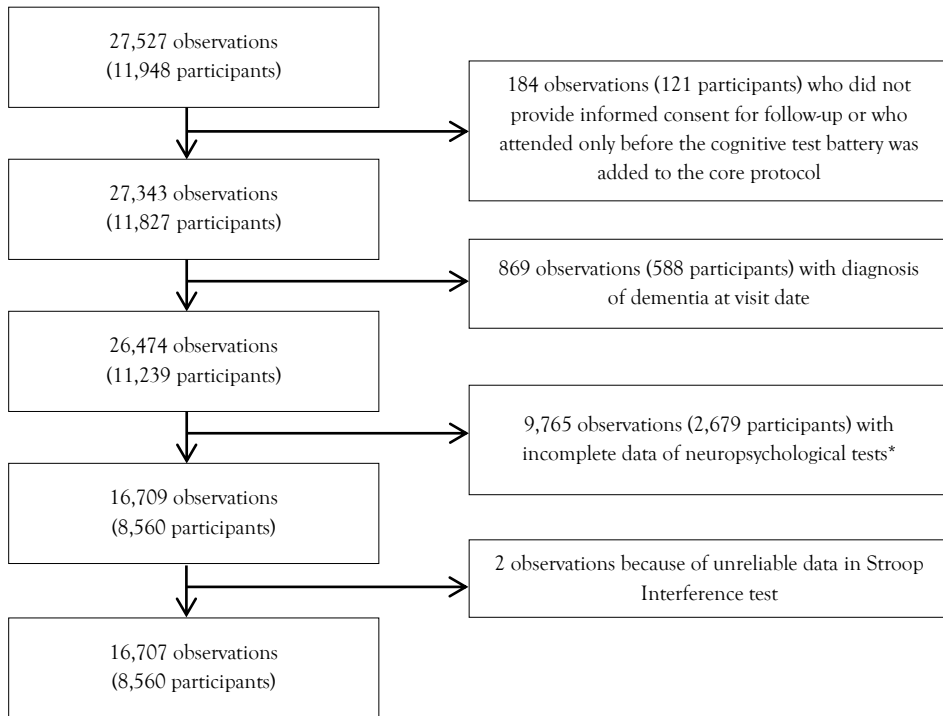 27,527 observations
(11,948 participants)
184 observations (121 participants) who did not
provide informed consent for follow-up or who
attended only before the cognitive test battery was
added to the core protocol
27,343 observations
(11,827 participants)
869 observations (588 participants) with diagnosis
of dementia at visit date
26,474 observations
(11,239 participants)
9,765 observations (2,679 participants) with
incomplete data of neuropsychological tests*
16,709 observations
(8,560 participants)
2 observations because of unreliable data in Stroop
Interference test
16,707 observations
(8,560 participants)